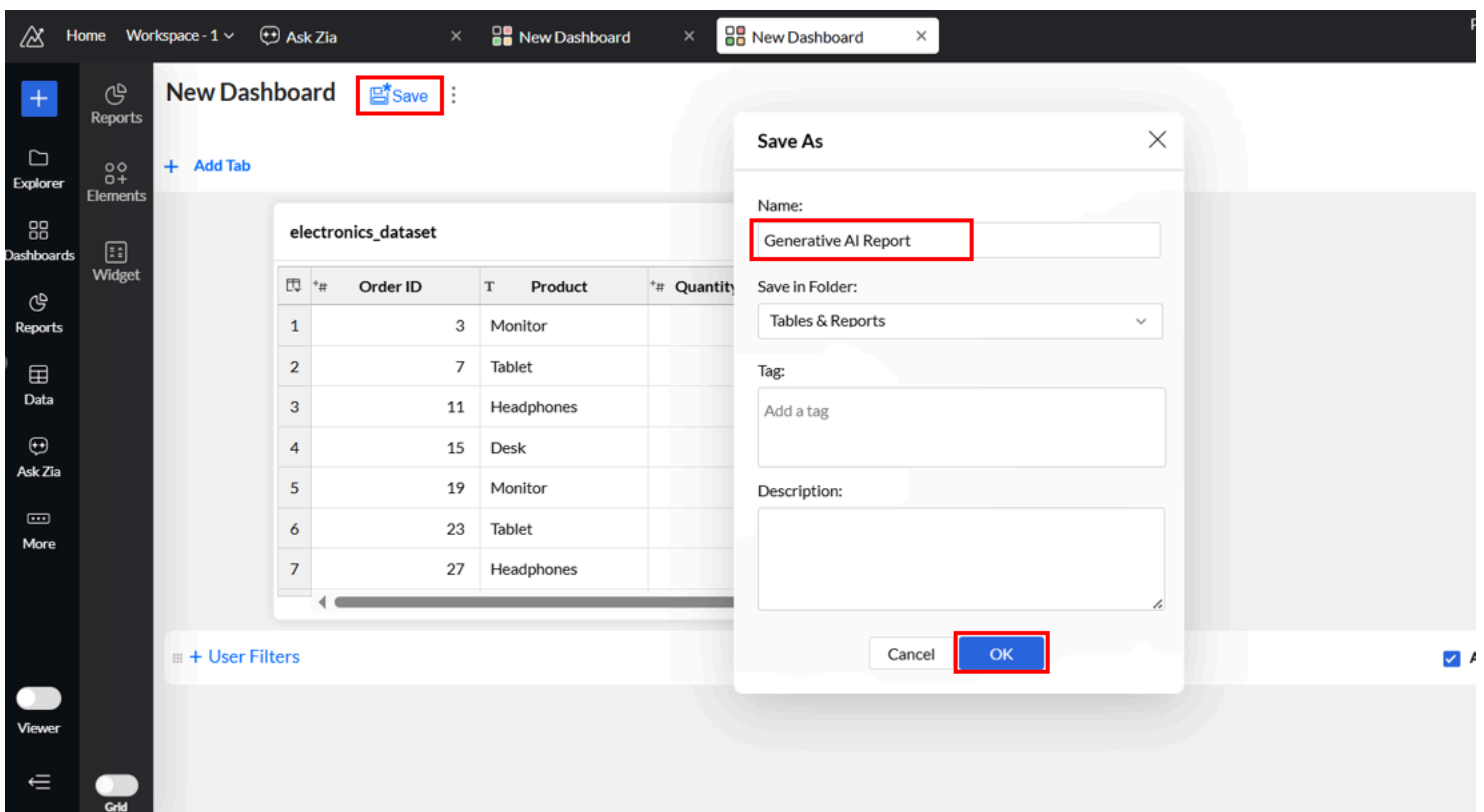 Home Workspace - 1 Ask Zia × New Dashboard × New Dashboard ×
New Dashboard Save
+ Add Tab
Reports
Elements
Widget
Explorer
Dashboards
Reports
Data
Ask Zia
More
Viewer
Grid
electronics_dataset
Order ID T Product Quantity
1 3 Monitor
2 7 Tablet
3 11 Headphones
4 15 Desk
5 19 Monitor
6 23 Tablet
7 27 Headphones
+ User Filters
Save As
Name:
Generative AI Report
Save in Folder:
Tables & Reports
Tag:
Add a tag
Description:
Cancel OK